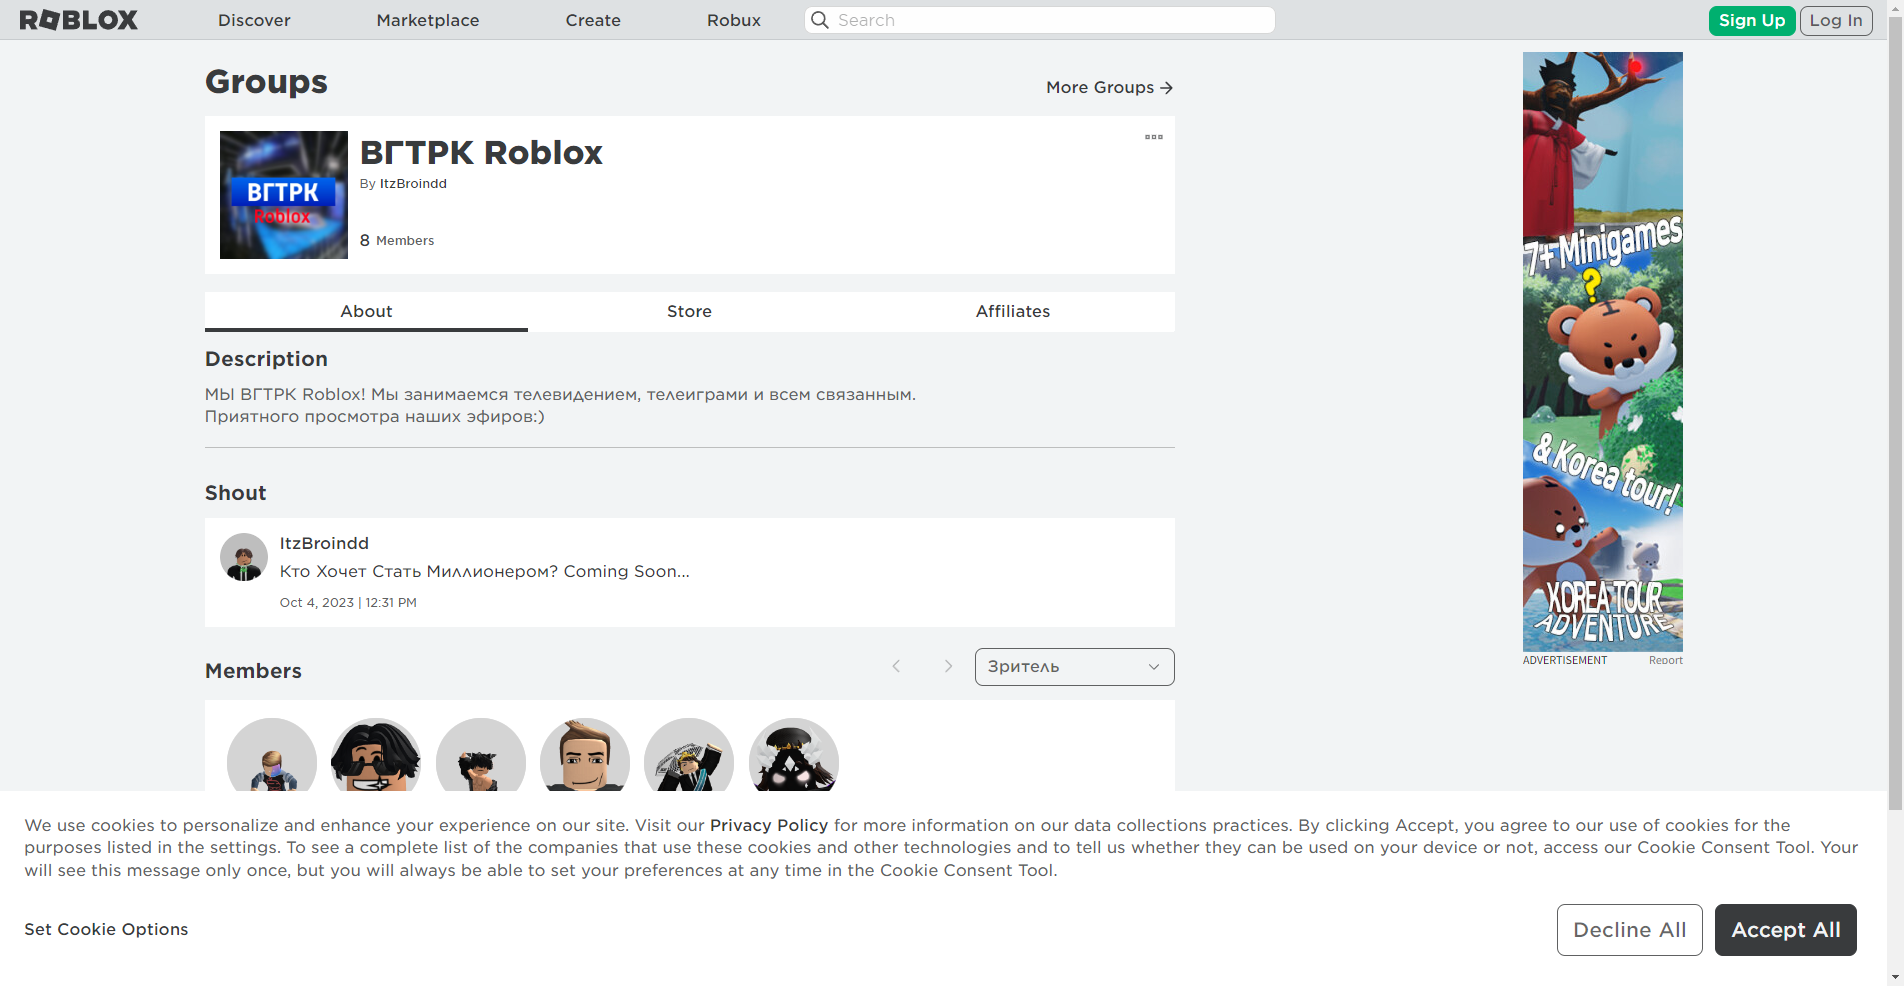 ROBLOX
Discover
Marketplace
Create
Robux
Search
Sign Up
Log In
Groups
More Groups
ВГТРК
Roblox
ВГТРК Roblox
By ItzBroindd
8 Members
About
Store
Affiliates
Description
МЫ ВГТРК Roblox! Мы занимаемся телевидением, телеиграми и всем связанным.
Приятного просмотра наших эфиров:)
Shout
ItzBroindd
Кто Хочет Стать Миллионером? Coming Soon...
Oct 4, 2023 | 12:31 PM
Members
Зритель
7+ Minigames
?
& Korea tour!
KOREA TOUR
ADVENTURE
ADVERTISEMENT
Report
We use cookies to personalize and enhance your experience on our site. Visit our Privacy Policy for more information on our data collections practices. By clicking Accept, you agree to our use of cookies for the
purposes listed in the settings. To see a complete list of the companies that use these cookies and other technologies and to tell us whether they can be used on your device or not, access our Cookie Consent Tool. Your
will see this message only once, but you will always be able to set your preferences at any time in the Cookie Consent Tool.
Set Cookie Options
Decline All
Accept All